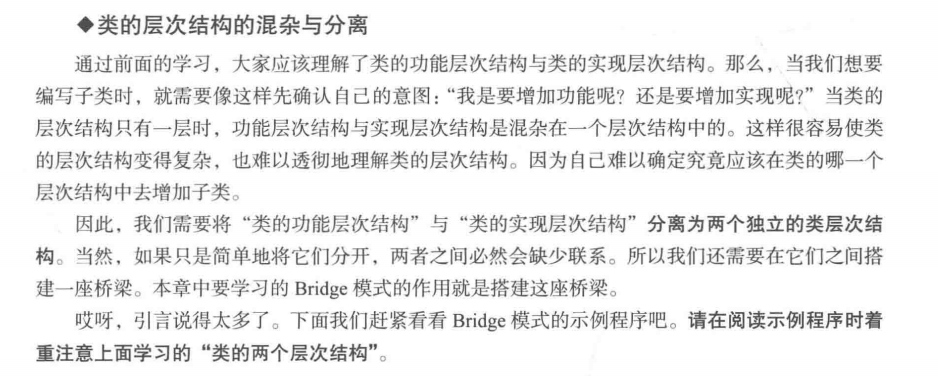 ◆类的层次结构的混杂与分离
通过前面的学习，大家应该理解了类的功能层次结构与类的实现层次结构。那么，当我们想要
编写子类时，就需要像这样先确认自己的意图：“我是要增加功能呢？还是要增加实现呢？”当类的
层次结构只有一层时，功能层次结构与实现层次结构是混杂在一个层次结构中的。这样很容易使类
的层次结构变得复杂，也难以透彻地理解类的层次结构。因为自己难以确定究竟应该在类的哪一个
层次结构中去增加子类。
因此，我们需要将“类的功能层次结构”与“类的实现层次结构”分离为两个独立的类层次结
构。当然，如果只是简单地将它们分开，两者之间必然会缺少联系。所以我们还需要在它们之间搭
建一座桥梁。本章中要学习的 Bridge 模式的作用就是搭建这座桥梁。
哎呀，引言说得太多了。下面我们赶紧看看 Bridge 模式的示例程序吧。请在阅读示例程序时着
重注意上面学习的“类的两个层次结构”。